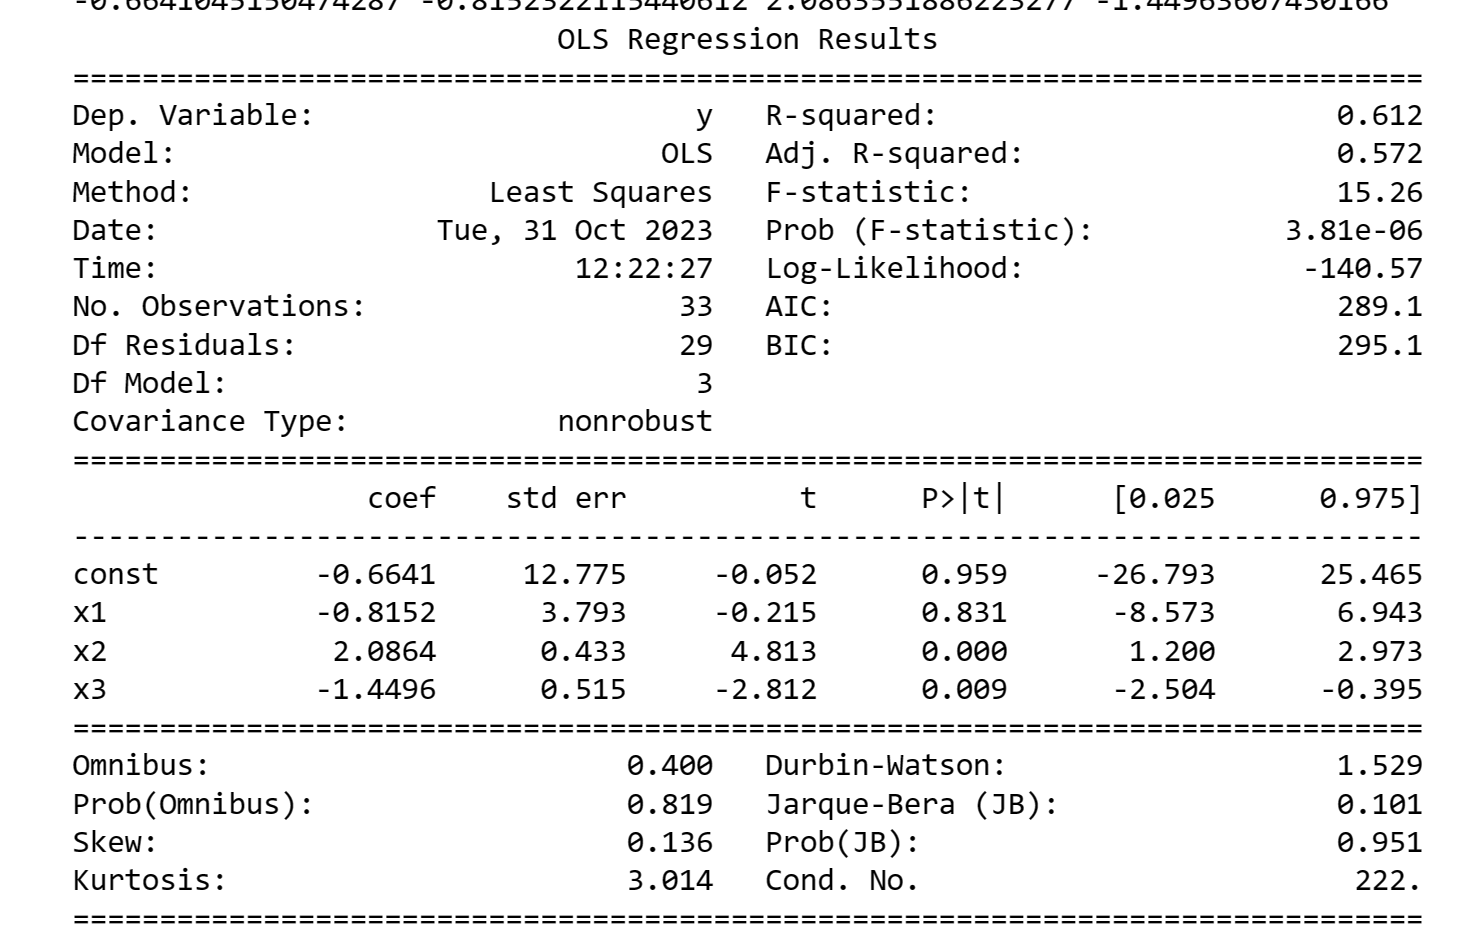 -0.6641045150474287 -0.8152322115440612 2.0863551886223277 -1.44963607430166
OLS Regression Results
==============================================================================
Dep. Variable: y R-squared: 0.612
Model: OLS Adj. R-squared: 0.572
Method: Least Squares F-statistic: 15.26
Date: Tue, 31 Oct 2023 Prob (F-statistic): 3.81e-06
Time: 12:22:27 Log-Likelihood: -140.57
No. Observations: 33 AIC: 289.1
Df Residuals: 29 BIC: 295.1
Df Model: 3
Covariance Type: nonrobust
==============================================================================
coef std err t P>|t| [0.025 0.975]
------------------------------------------------------------------------------
const -0.6641 12.775 -0.052 0.959 -26.793 25.465
x1 -0.8152 3.793 -0.215 0.831 -8.573 6.943
x2 2.0864 0.433 4.813 0.000 1.200 2.973
x3 -1.4496 0.515 -2.812 0.009 -2.504 -0.395
==============================================================================
Omnibus: 0.400 Durbin-Watson: 1.529
Prob(Omnibus): 0.819 Jarque-Bera (JB): 0.101
Skew: 0.136 Prob(JB): 0.951
Kurtosis: 3.014 Cond. No. 222.
==============================================================================